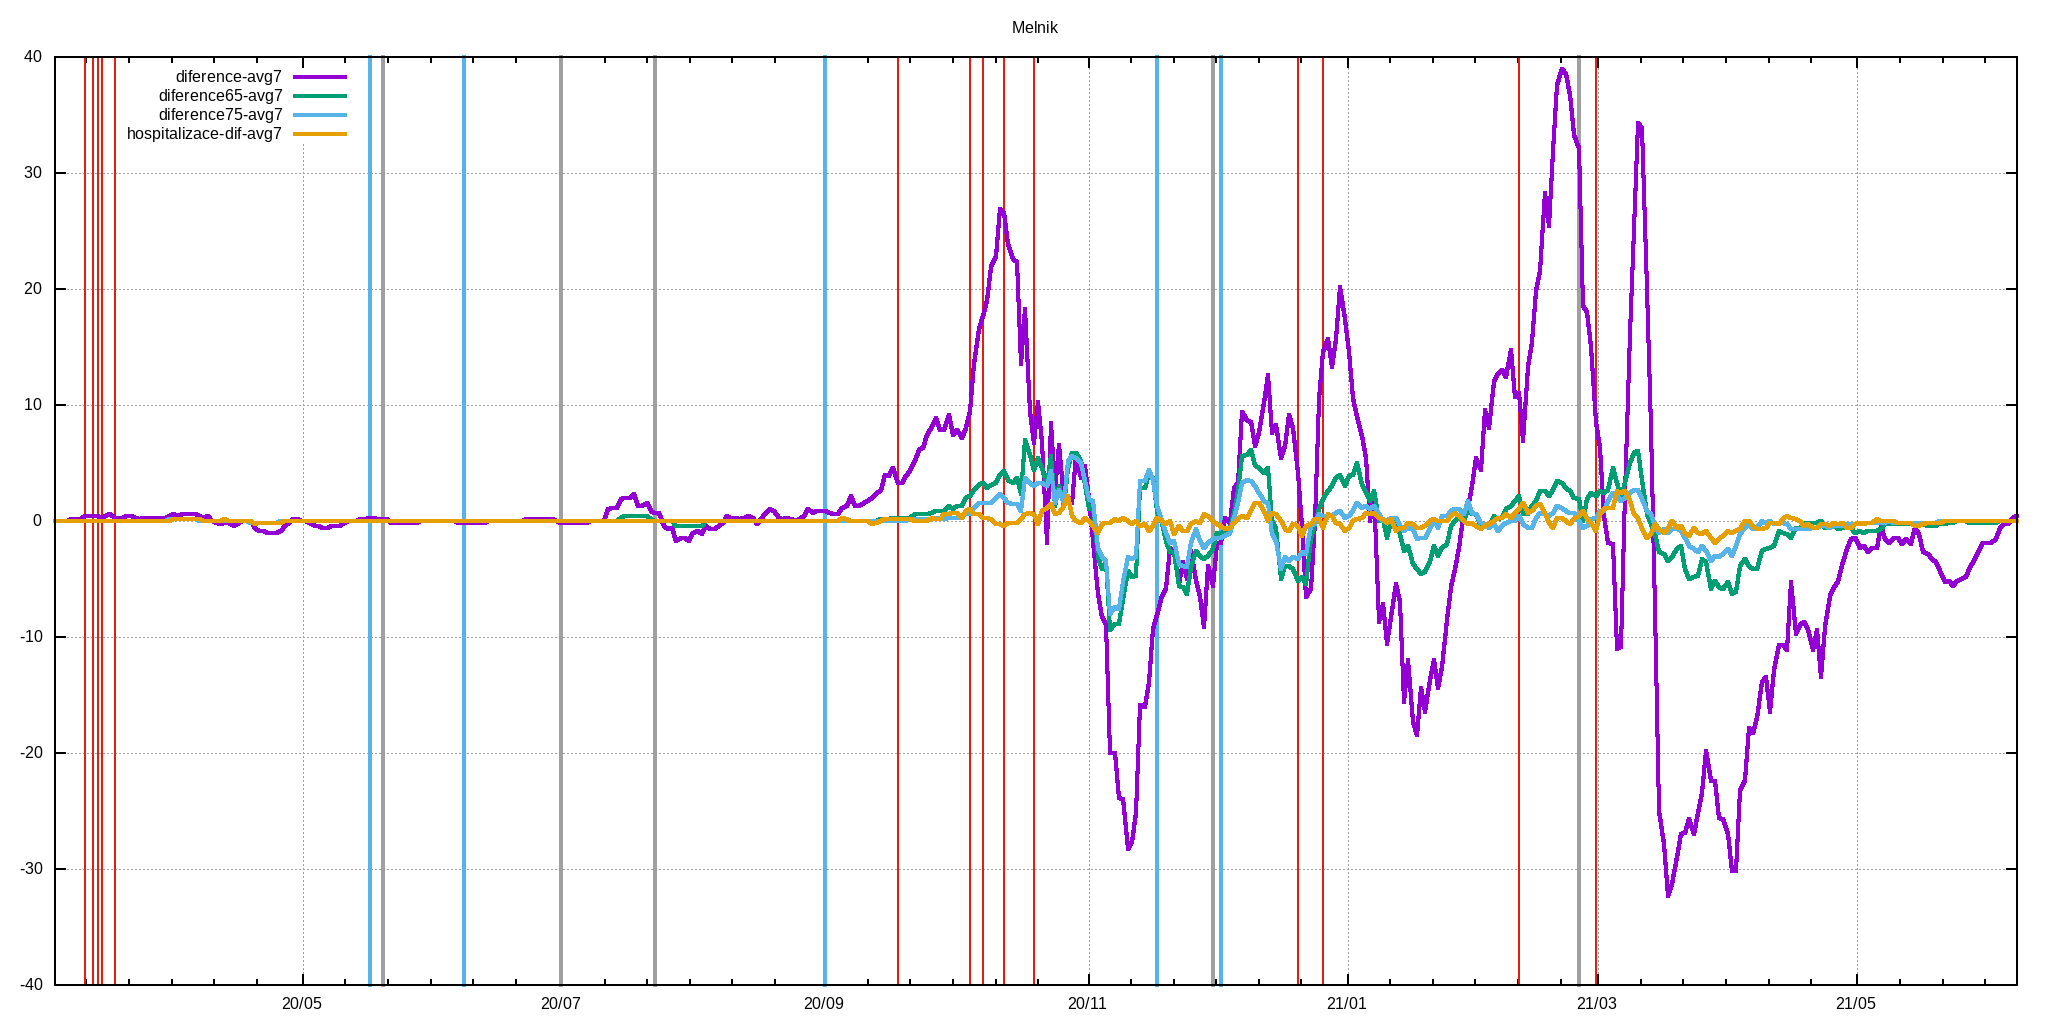 Melnik
diference-avg7
diference65-avg7
diference75-avg7
hospitalizace-dif-avg7
40
30
20
10
0
-10
-20
-30
-40
20/05 20/07 20/09 20/11 21/01 21/03 21/05